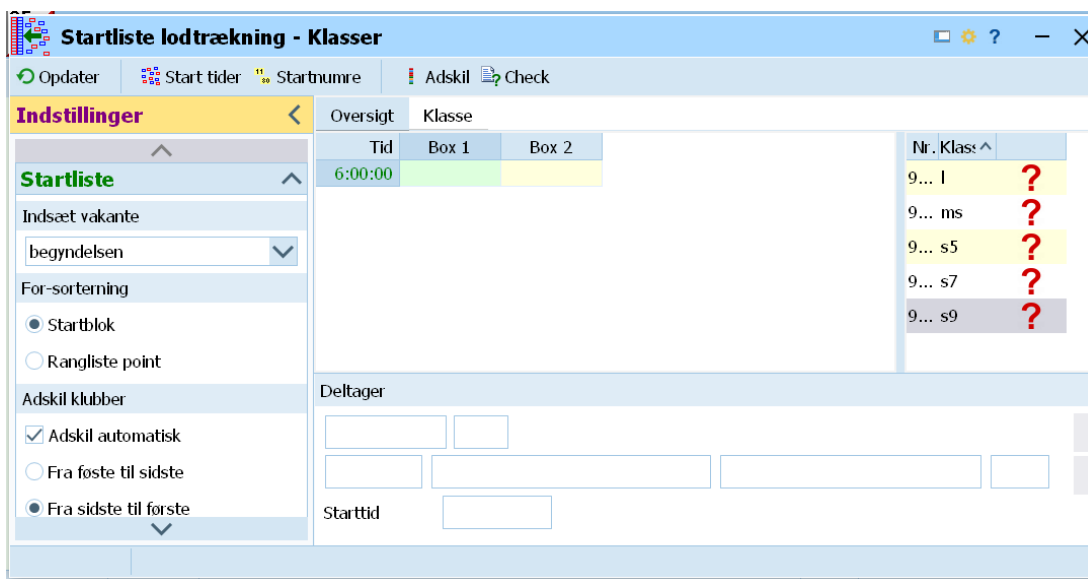 Startliste lodtrækning - Klasser
Opdater Start tider Startnumre Adskil Check
Indstillinger
Startliste
Indsæt vakante
begyndelsen
For-sorterning
Startblok
Rangliste point
Adskil klubber
Adskil automatisk
Fra føste til sidste
Fra sidste til første
Oversigt Klasse
Tid Box 1 Box 2
6:00:00
Nr. Klass
9... l
9... ms
9... s5
9... s7
9... s9
Deltager
Starttid